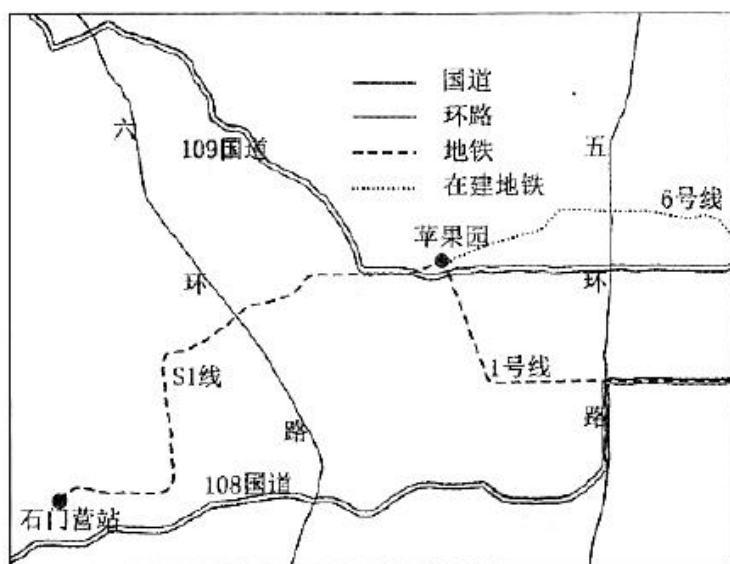 国道
环路
地铁
在建地铁
六
109国道
五
6号线
苹果园
环
环
S1线
1号线
路
路
108国道
石门营站